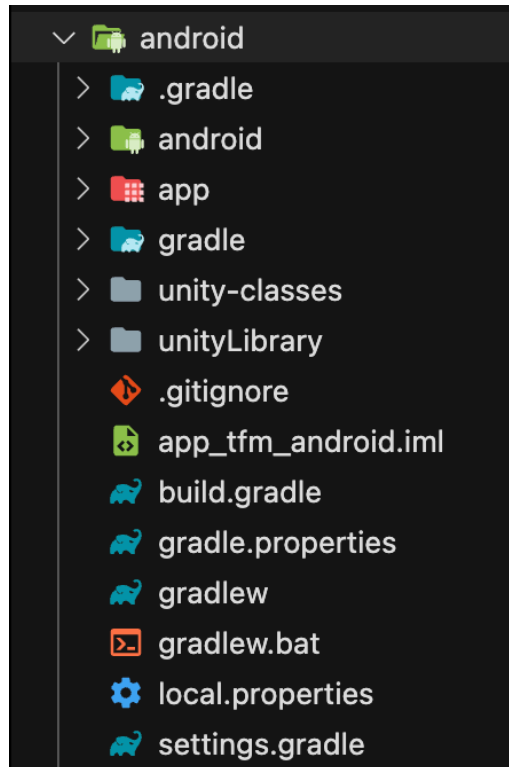 android
.gradle
android
app
gradle
unity-classes
unityLibrary
.gitignore
app_tfm_android.iml
build.gradle
gradle.properties
gradlew
gradlew.bat
local.properties
settings.gradle